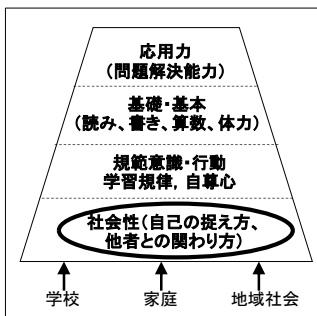 応用力
(問題解決能力)
基礎・基本
(読み、書き、算数、体力)
規範意識・行動
学習規律, 自尊心
社会性(自己の捉え方、
他者との関わり方)
学校 家庭 地域社会